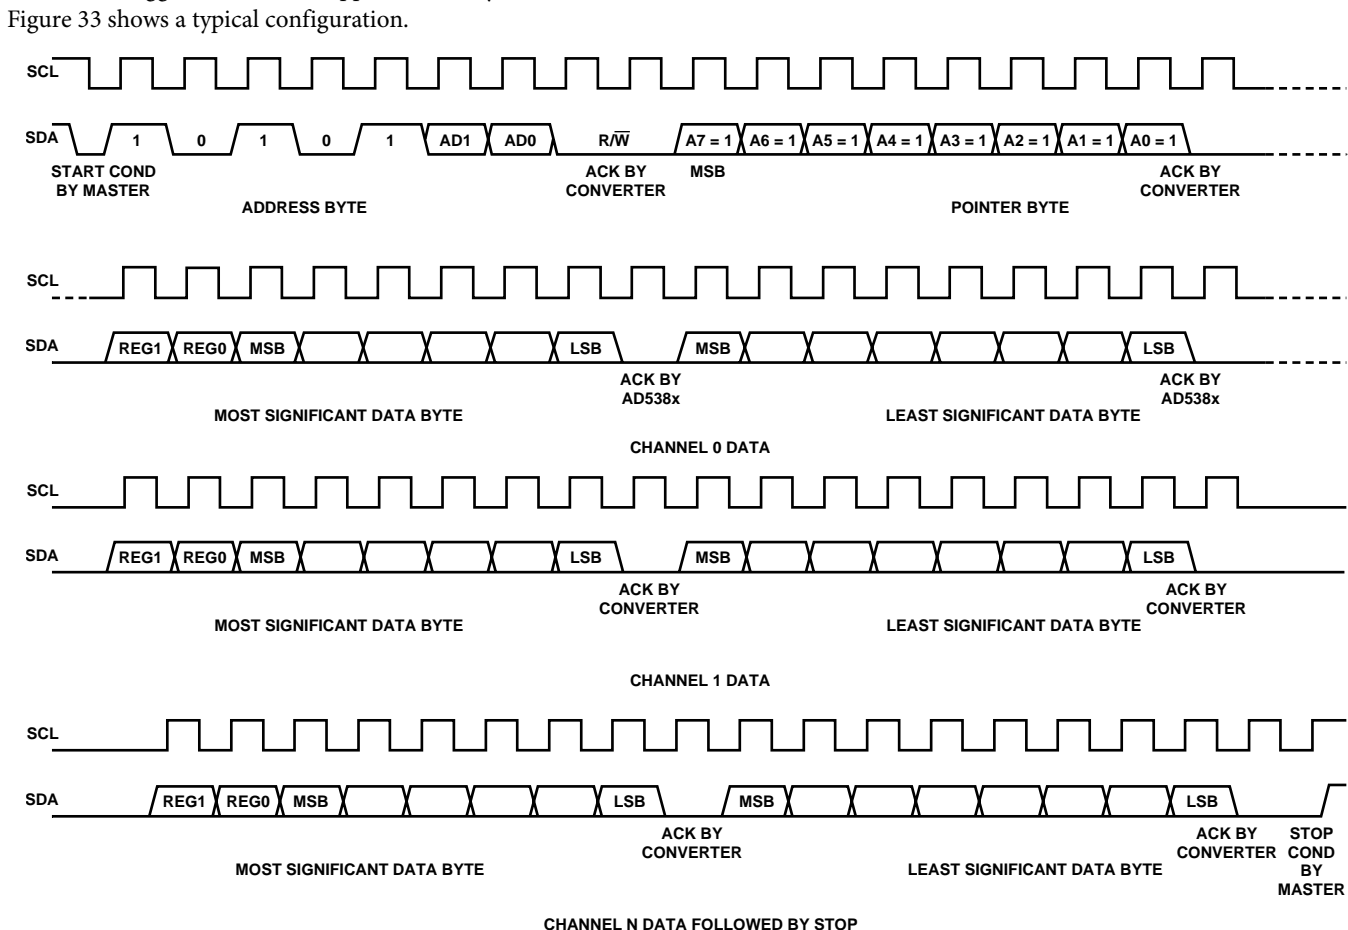 Figure 33 shows a typical configuration.
SCL
SDA 1 0 1 0 1 AD1 AD0 R/W̅ A7 = 1 A6 = 1 A5 = 1 A4 = 1 A3 = 1 A2 = 1 A1 = 1 A0 = 1
START COND BY MASTER
ACK BY CONVERTER
MSB
ACK BY CONVERTER
ADDRESS BYTE
POINTER BYTE
SCL
SDA REG1 REG0 MSB LSB MSB LSB
ACK BY AD538x
ACK BY AD538x
MOST SIGNIFICANT DATA BYTE
LEAST SIGNIFICANT DATA BYTE
CHANNEL 0 DATA
SCL
SDA REG1 REG0 MSB LSB MSB LSB
ACK BY CONVERTER
ACK BY CONVERTER
MOST SIGNIFICANT DATA BYTE
LEAST SIGNIFICANT DATA BYTE
CHANNEL 1 DATA
SCL
SDA REG1 REG0 MSB LSB MSB LSB
ACK BY CONVERTER
ACK BY CONVERTER
STOP COND BY MASTER
MOST SIGNIFICANT DATA BYTE
LEAST SIGNIFICANT DATA BYTE
CHANNEL N DATA FOLLOWED BY STOP